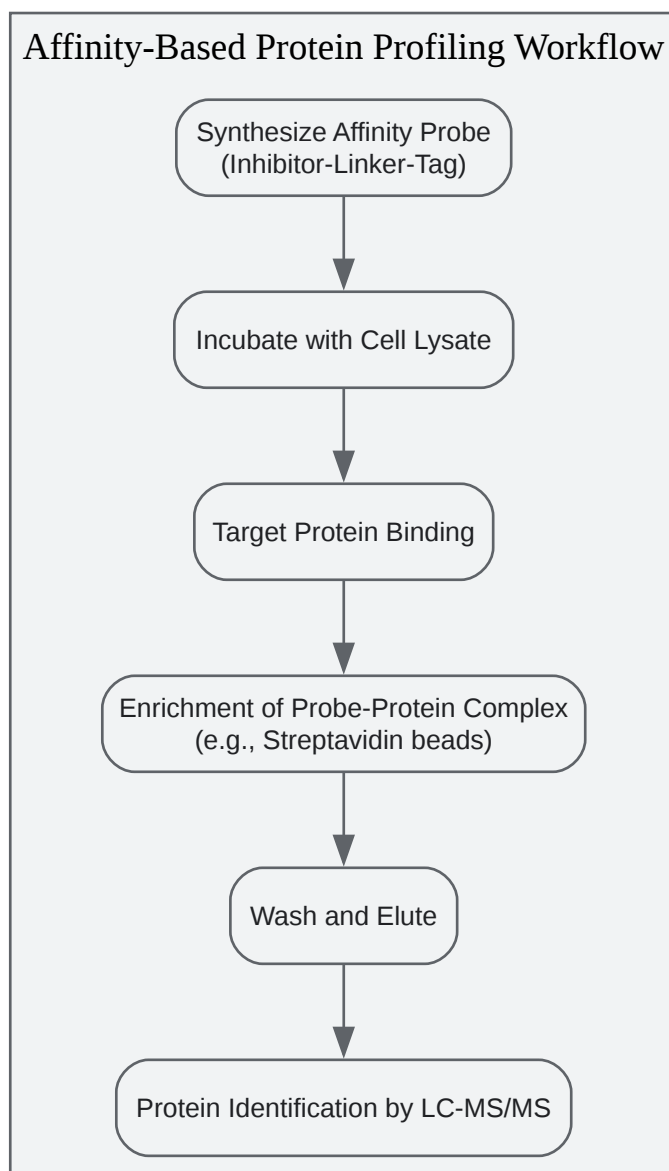 Affinity-Based Protein Profiling Workflow
Synthesize Affinity Probe
(Inhibitor-Linker-Tag)
Incubate with Cell Lysate
Target Protein Binding
Enrichment of Probe-Protein Complex
(e.g., Streptavidin beads)
Wash and Elute
Protein Identification by LC-MS/MS